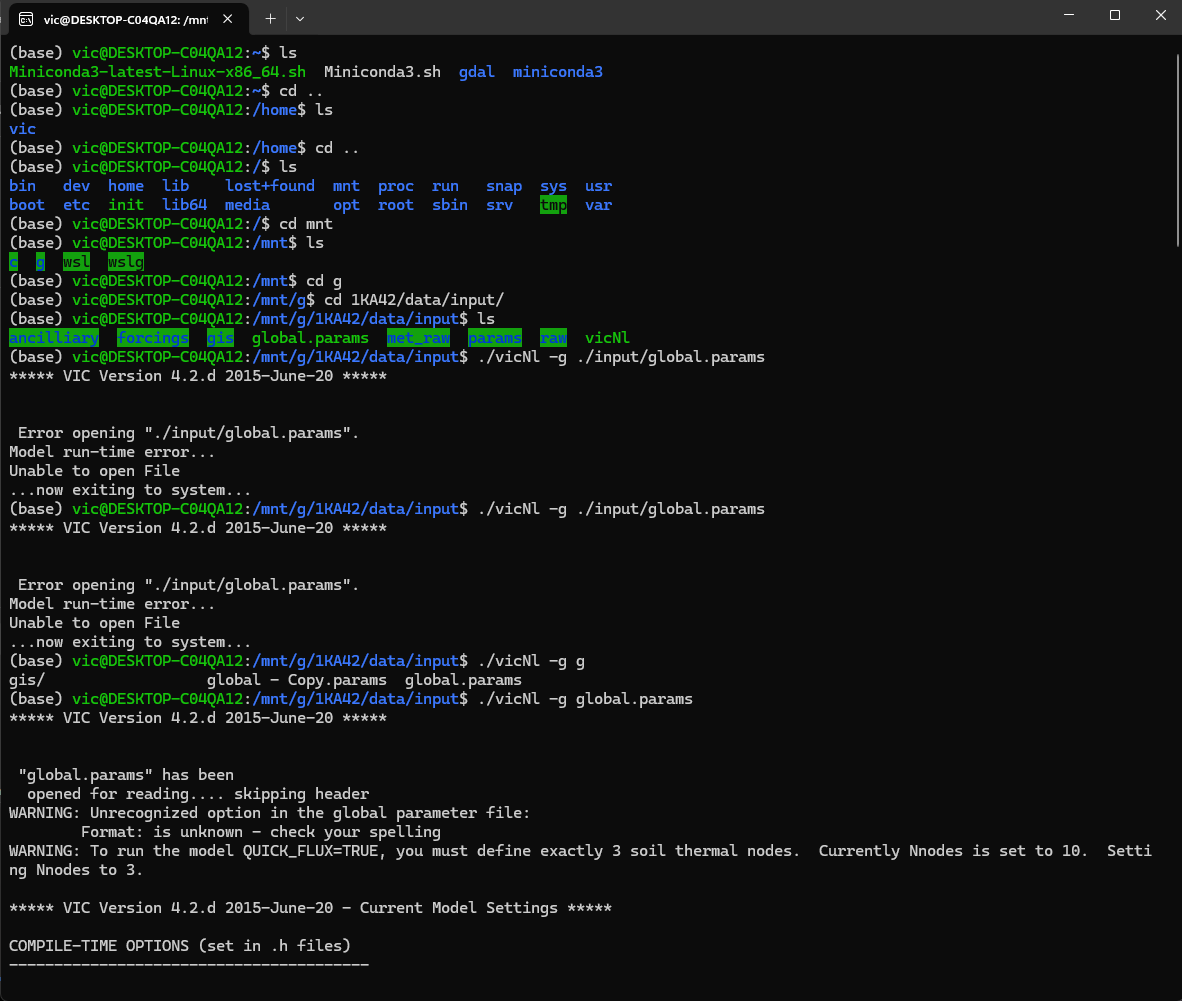 vic@DESKTOP-C04QA12: /mnt
(base) vic@DESKTOP-C04QA12:~$ ls
Miniconda3-latest-Linux-x86_64.sh  Miniconda3.sh  gdal  miniconda3
(base) vic@DESKTOP-C04QA12:~$ cd ..
(base) vic@DESKTOP-C04QA12:/home$ ls
vic
(base) vic@DESKTOP-C04QA12:/home$ cd ..
(base) vic@DESKTOP-C04QA12:/$ ls
bin   dev  home  lib    lost+found  mnt  proc  run   snap  sys  usr
boot  etc  init  lib64  media       opt  root  sbin  srv   tmp  var
(base) vic@DESKTOP-C04QA12:/$ cd mnt
(base) vic@DESKTOP-C04QA12:/mnt$ ls
c  g  wsl  wslg
(base) vic@DESKTOP-C04QA12:/mnt$ cd g
(base) vic@DESKTOP-C04QA12:/mnt/g$ cd 1KA42/data/input/
(base) vic@DESKTOP-C04QA12:/mnt/g/1KA42/data/input$ ls
ancilliary  forcings  gis  global.params  met_raw  params  raw  vicNl
(base) vic@DESKTOP-C04QA12:/mnt/g/1KA42/data/input$ ./vicNl -g ./input/global.params
***** VIC Version 4.2.d 2015-June-20 *****
 Error opening "./input/global.params".
Model run-time error...
Unable to open File
...now exiting to system...
(base) vic@DESKTOP-C04QA12:/mnt/g/1KA42/data/input$ ./vicNl -g ./input/global.params
***** VIC Version 4.2.d 2015-June-20 *****
 Error opening "./input/global.params".
Model run-time error...
Unable to open File
...now exiting to system...
(base) vic@DESKTOP-C04QA12:/mnt/g/1KA42/data/input$ ./vicNl -g g
gis/                  global - Copy.params  global.params
(base) vic@DESKTOP-C04QA12:/mnt/g/1KA42/data/input$ ./vicNl -g global.params
***** VIC Version 4.2.d 2015-June-20 *****
 "global.params" has been
  opened for reading.... skipping header
WARNING: Unrecognized option in the global parameter file:
        Format: is unknown - check your spelling
WARNING: To run the model QUICK_FLUX=TRUE, you must define exactly 3 soil thermal nodes.  Currently Nnodes is set to 10.  Setti
ng Nnodes to 3.
***** VIC Version 4.2.d 2015-June-20 - Current Model Settings *****
COMPILE-TIME OPTIONS (set in .h files)
----------------------------------------